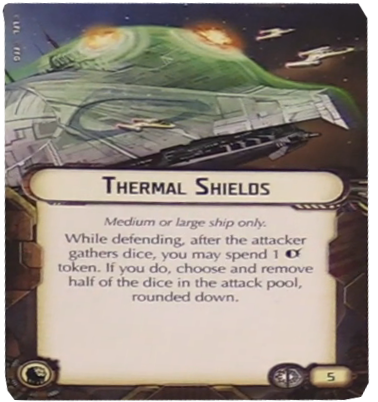 THERMAL SHIELDS
Medium or large ship only.
While defending, after the attacker
gathers dice, you may spend 1
token. If you do, choose and remove
half of the dice in the attack pool,
rounded down.
5